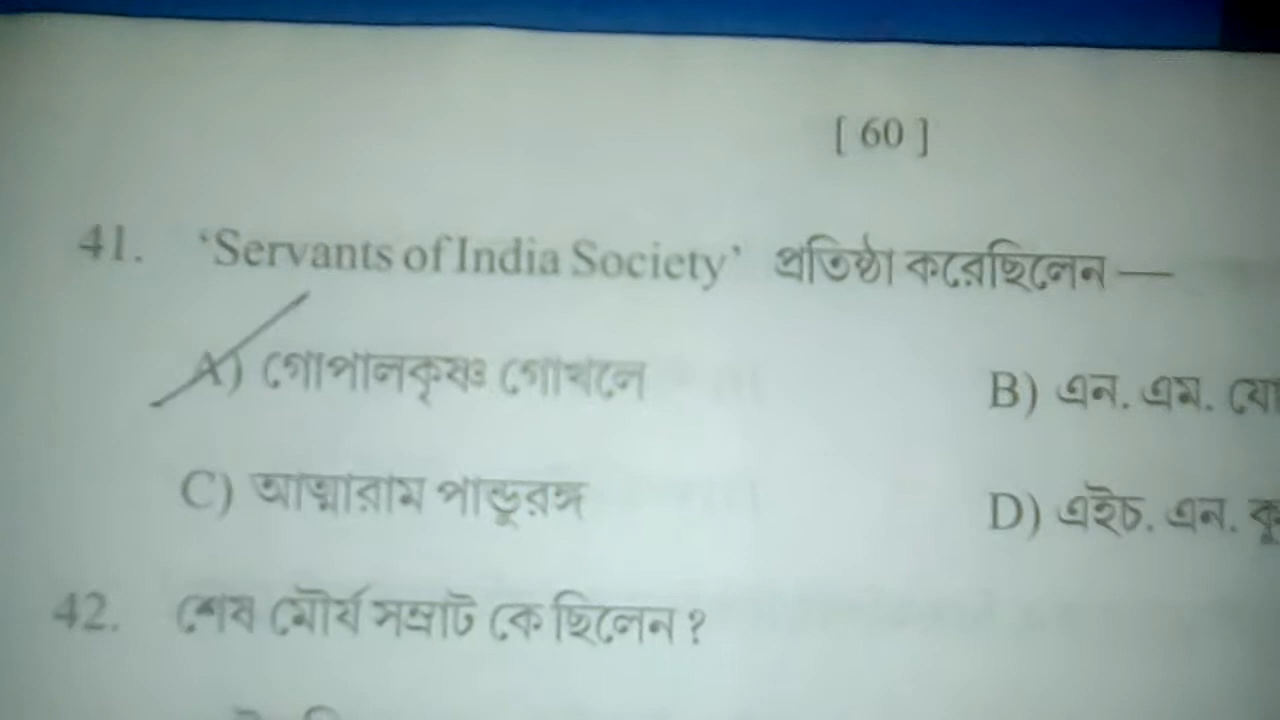 [ 60 ]
41. ‘Servants of India Society’ প্রতিষ্ঠা করেছিলেন —
A) গোপালকৃষ্ণ গোখলে
B) এন. এম.
C) আত্মারাম পান্ডুরঙ্গ
D) এইচ. এন.
42. শেষ মৌর্য সম্রাট কে ছিলেন ?